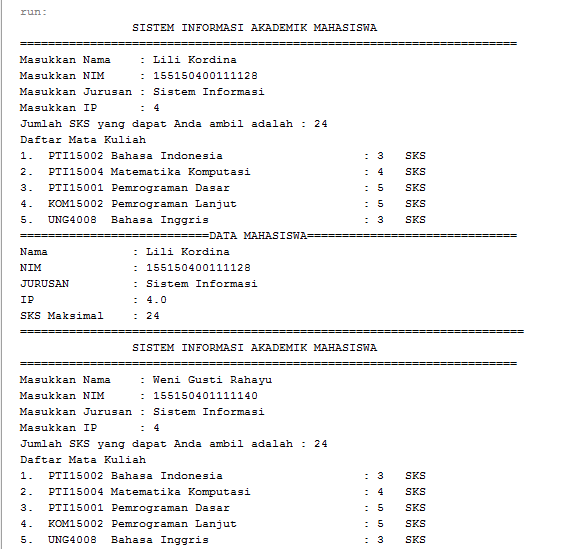 run:
SISTEM INFORMASI AKADEMIK MAHASISWA
=======================================================================
Masukkan Nama    : Lili Kordina
Masukkan NIM     : 155150400111128
Masukkan Jurusan : Sistem Informasi
Masukkan IP      : 4
Jumlah SKS yang dapat Anda ambil adalah : 24
Daftar Mata Kuliah
1.  PTI15002 Bahasa Indonesia                    : 3   SKS
2.  PTI15004 Matematika Komputasi                : 4   SKS
3.  PTI15001 Pemrograman Dasar                   : 5   SKS
4.  KOM15002 Pemrograman Lanjut                  : 5   SKS
5.  UNG4008  Bahasa Inggris                      : 3   SKS
===========================DATA MAHASISWA==============================
Nama            : Lili Kordina
NIM             : 155150400111128
JURUSAN         : Sistem Informasi
IP              : 4.0
SKS Maksimal    : 24
========================================================================
SISTEM INFORMASI AKADEMIK MAHASISWA
=======================================================================
Masukkan Nama    : Weni Gusti Rahayu
Masukkan NIM     : 155150401111140
Masukkan Jurusan : Sistem Informasi
Masukkan IP      : 4
Jumlah SKS yang dapat Anda ambil adalah : 24
Daftar Mata Kuliah
1.  PTI15002 Bahasa Indonesia                    : 3   SKS
2.  PTI15004 Matematika Komputasi                : 4   SKS
3.  PTI15001 Pemrograman Dasar                   : 5   SKS
4.  KOM15002 Pemrograman Lanjut                  : 5   SKS
5.  UNG4008  Bahasa Inggris                      : 3   SKS